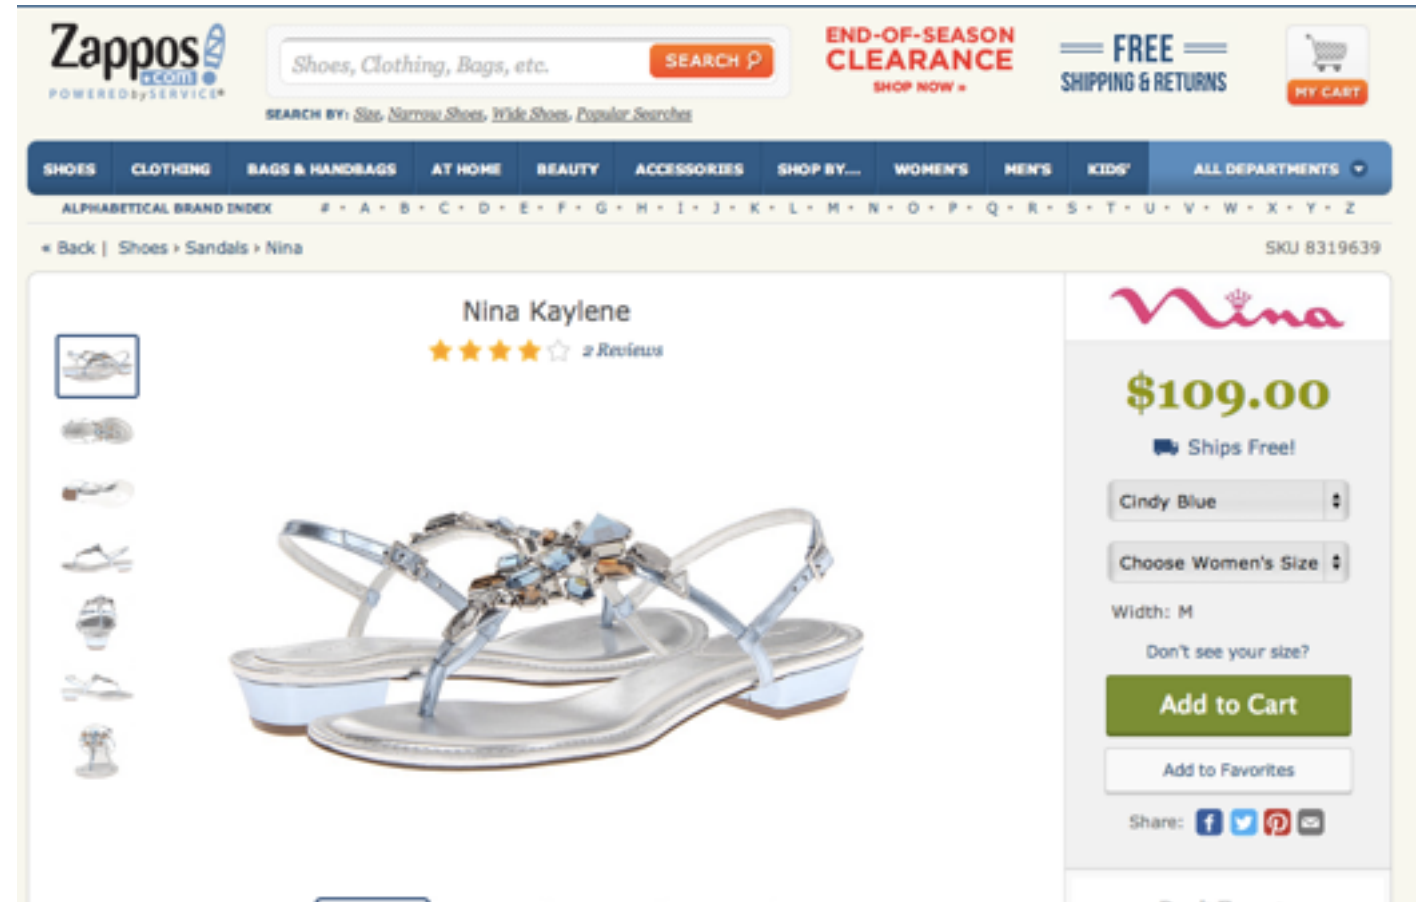 Zappos
.com
POWERED by SERVICE®
Shoes, Clothing, Bags, etc.
SEARCH
SEARCH BY: Size, Narrow Shoes, Wide Shoes, Popular Searches
END-OF-SEASON
CLEARANCE
SHOP NOW »
FREE
SHIPPING & RETURNS
MY CART
SHOES CLOTHING BAGS & HANDBAGS AT HOME BEAUTY ACCESSORIES SHOP BY... WOMEN'S MEN'S KIDS' ALL DEPARTMENTS
ALPHABETICAL BRAND INDEX # • A • B • C • D • E • F • G • H • I • J • K • L • M • N • O • P • Q • R • S • T • U • V • W • X • Y • Z
« Back | Shoes › Sandals › Nina
SKU 8319639
Nina Kaylene
2 Reviews
Nina
$109.00
Ships Free!
Cindy Blue
Choose Women's Size
Width: M
Don't see your size?
Add to Cart
Add to Favorites
Share: